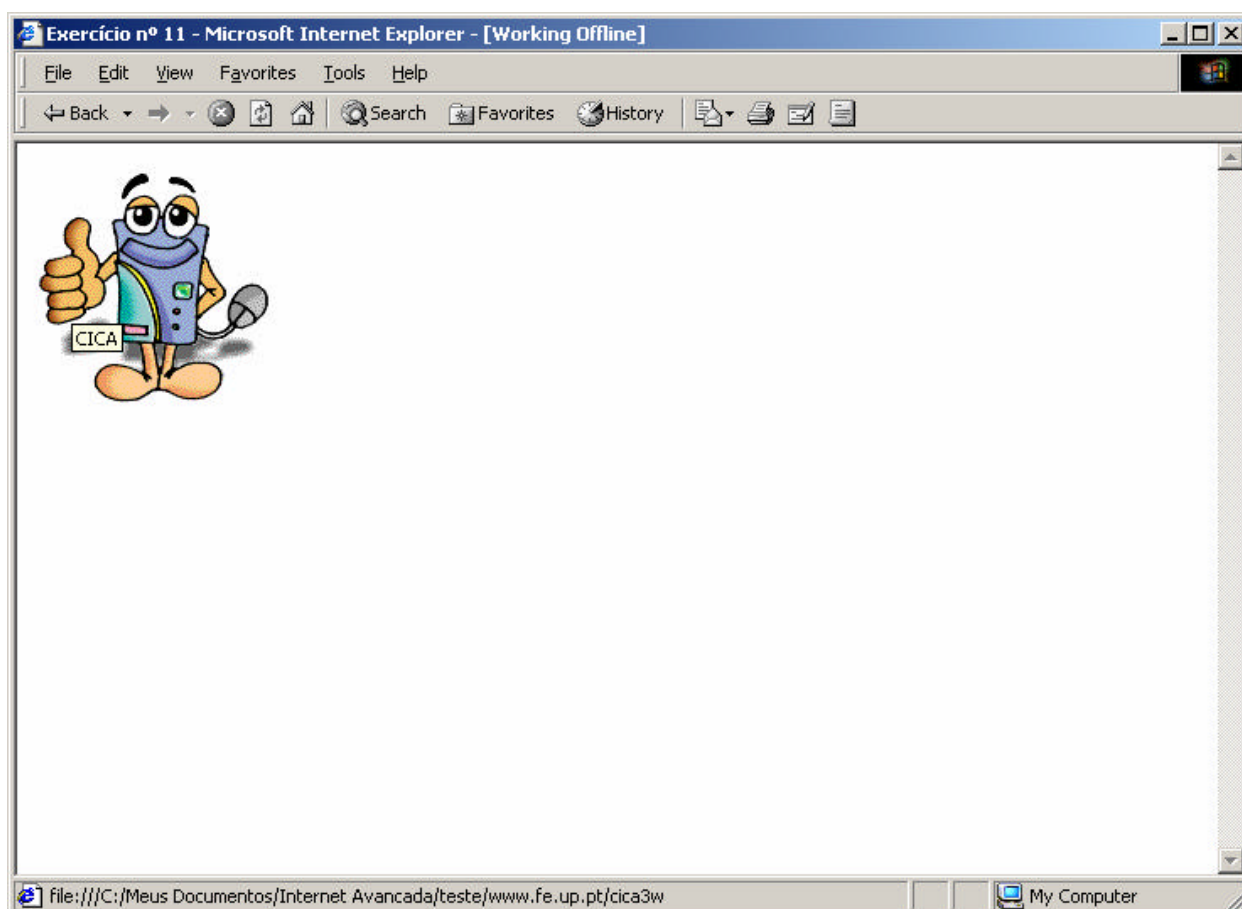 Exercício nº 11 - Microsoft Internet Explorer - [Working Offline]
File Edit View Favorites Tools Help
Back Search Favorites History
CICA
file:///C:/Meus Documentos/Internet Avancada/teste/www.fe.up.pt/cica3w My Computer